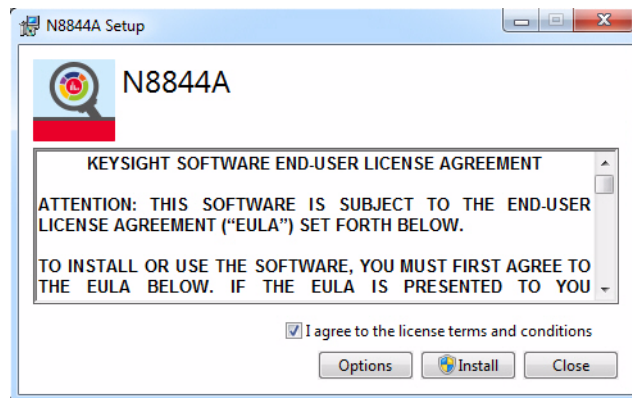 N8844A Setup
N8844A
KEYSIGHT SOFTWARE END-USER LICENSE AGREEMENT
ATTENTION: THIS SOFTWARE IS SUBJECT TO THE END-USER
LICENSE AGREEMENT (“EULA”) SET FORTH BELOW.
TO INSTALL OR USE THE SOFTWARE, YOU MUST FIRST AGREE TO
THE EULA BELOW. IF THE EULA IS PRESENTED TO YOU
I agree to the license terms and conditions
Options Install Close